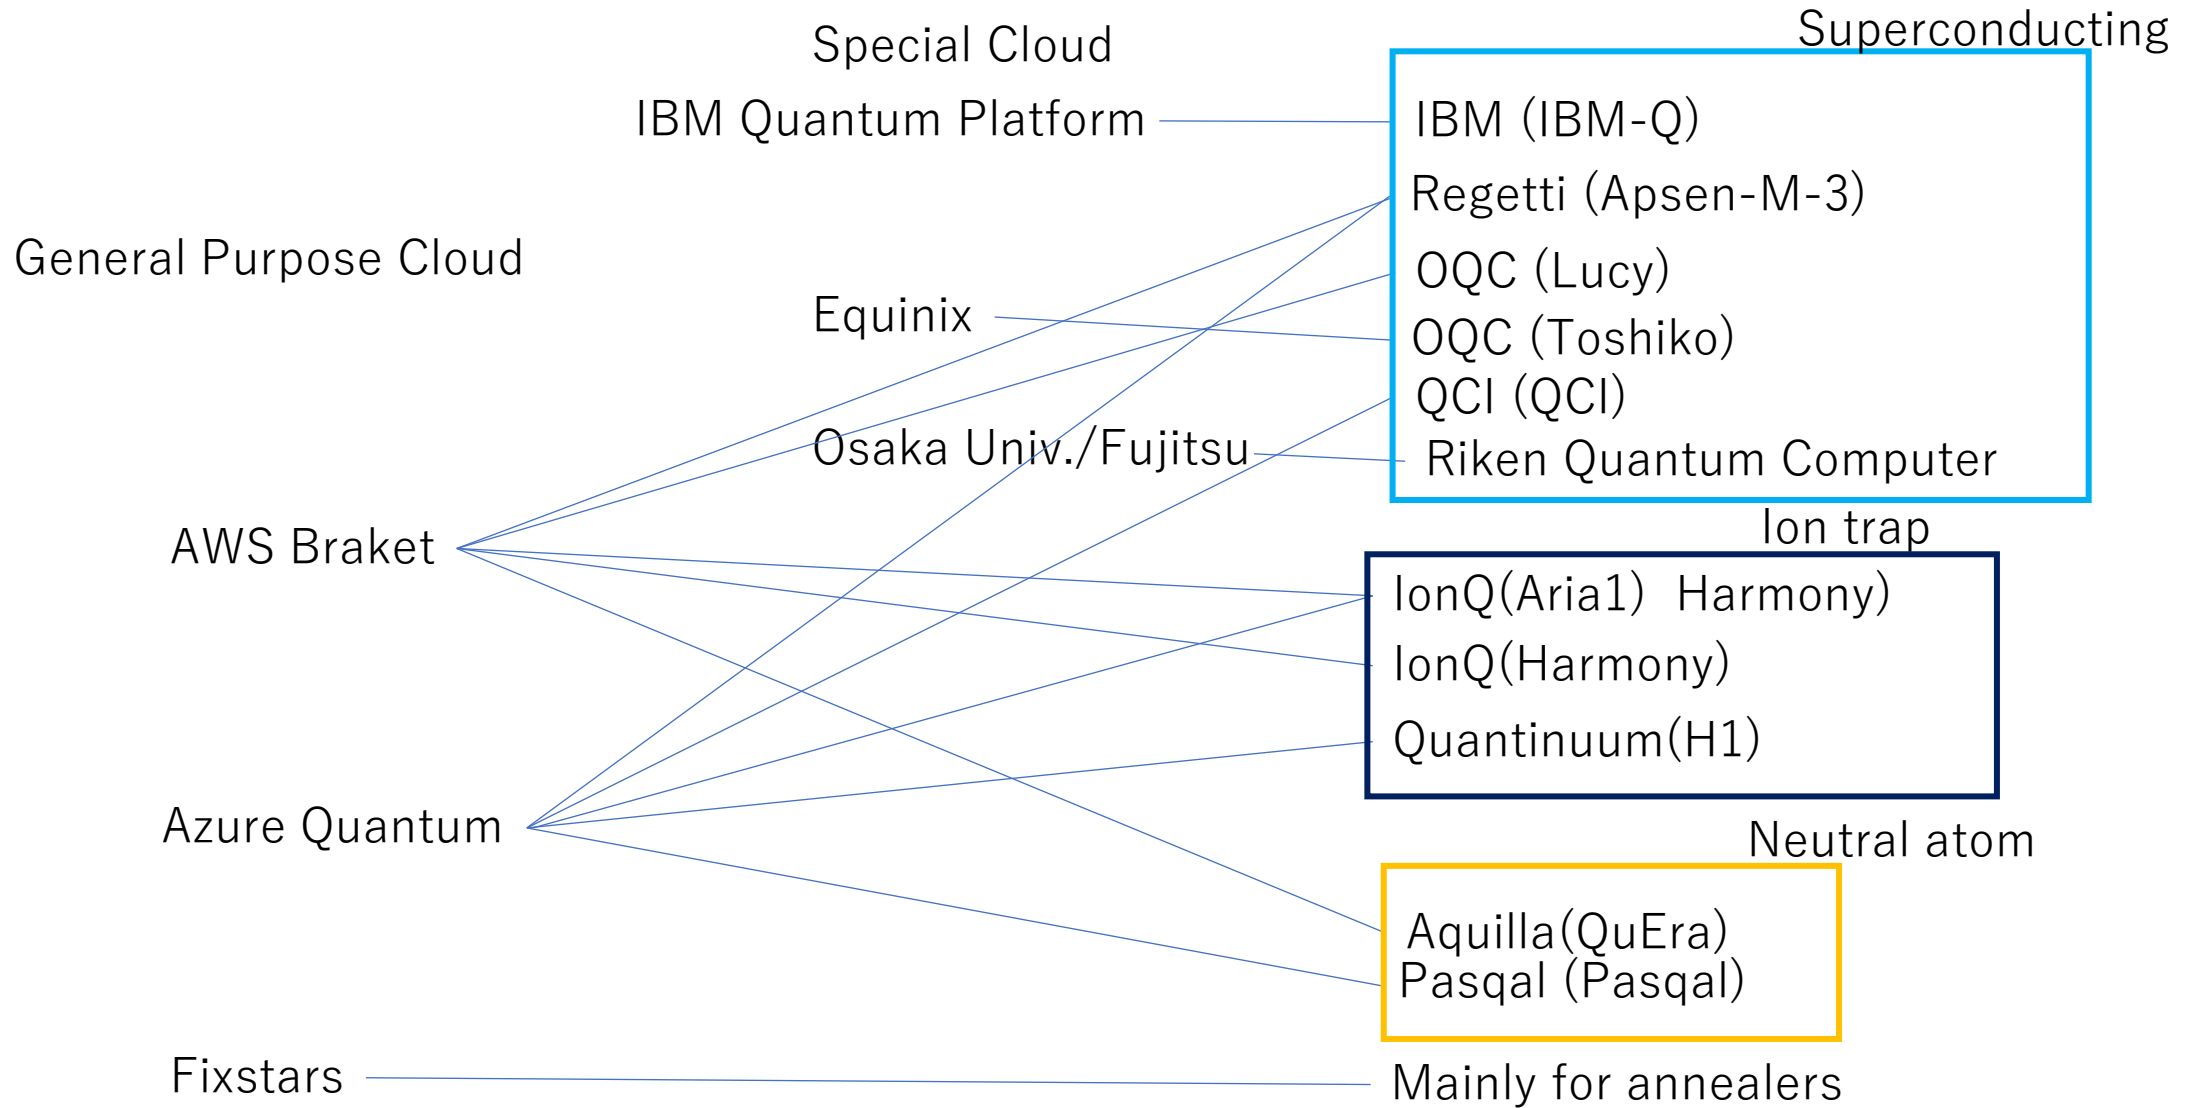 Superconducting
Special Cloud
IBM Quantum Platform
IBM (IBM-Q)
Regetti (Apsen-M-3)
General Purpose Cloud
OQC (Lucy)
Equinix
OQC (Toshiko)
QCI (QCI)
Osaka Univ./Fujitsu
Riken Quantum Computer
Ion trap
AWS Braket
IonQ(Aria1)  Harmony)
IonQ(Harmony)
Quantinuum(H1)
Azure Quantum
Neutral atom
Aquilla(QuEra)
Pasqal (Pasqal)
Fixstars
Mainly for annealers